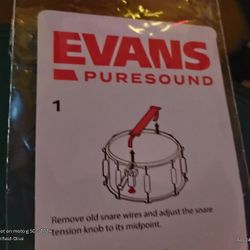 EVANS
PURESOUND
1
Remove old snare wires and adjust the snare
tension knob to its midpoint.